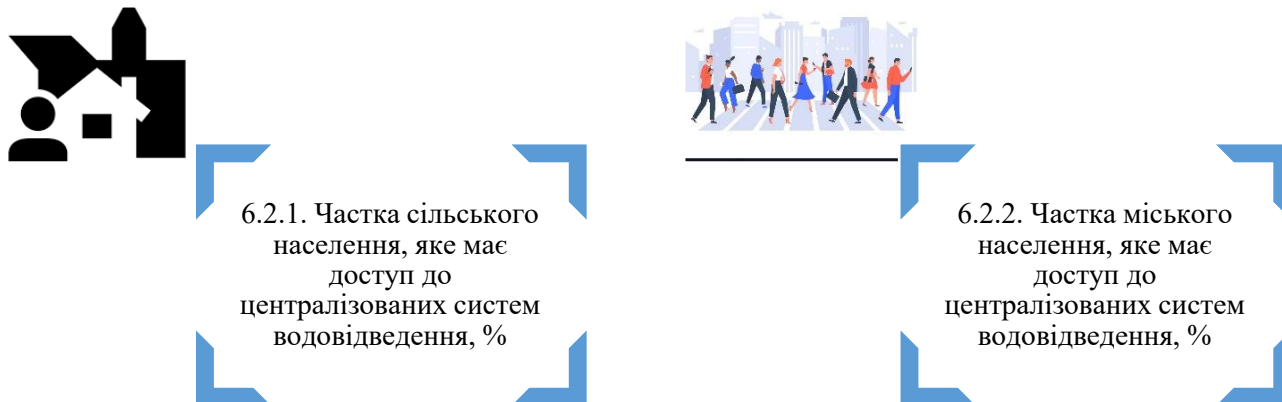 6.2.1. Частка сільського
населення, яке має
доступ до
централізованих систем
водовідведення, %
6.2.2. Частка міського
населення, яке має
доступ до
централізованих систем
водовідведення, %